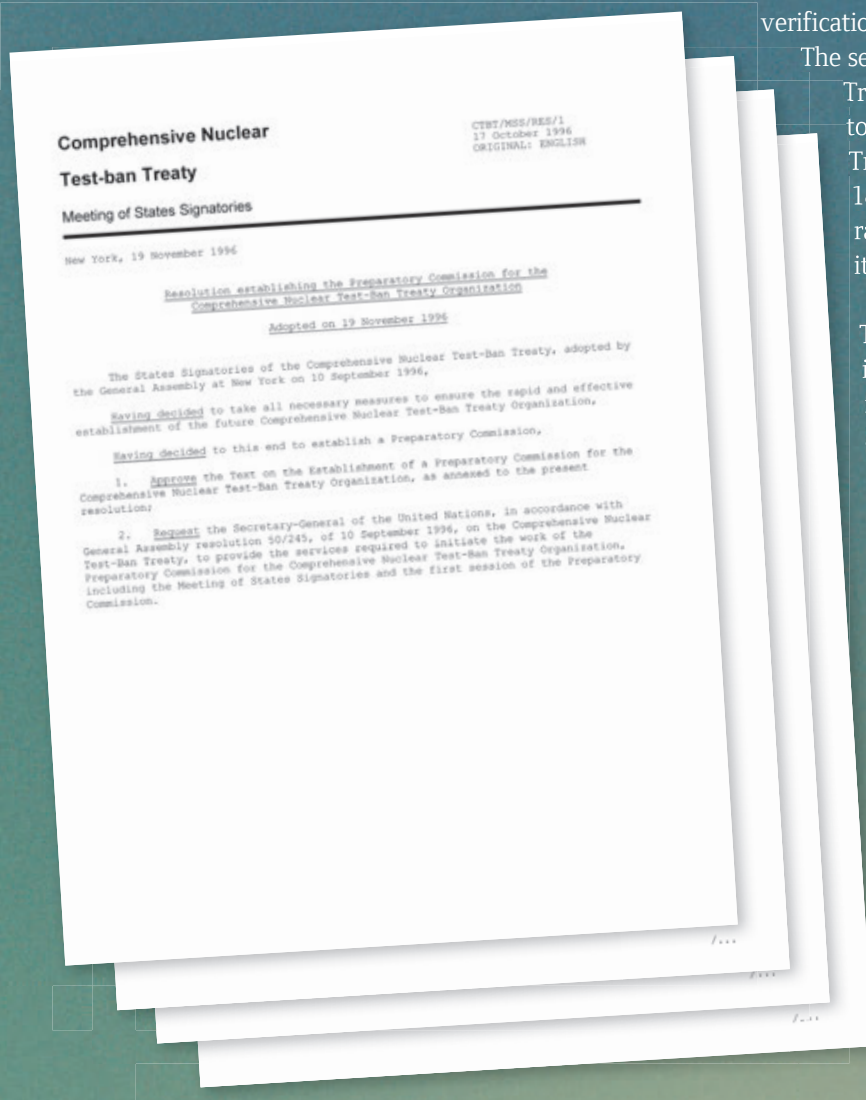 Comprehensive Nuclear
Test-ban Treaty
Meeting of States Signatories
CTBT/MSS/RES/1
17 October 1996
ORIGINAL: ENGLISH
New York, 19 November 1996
Resolution establishing the Preparatory Commission for the
Comprehensive Nuclear Test-Ban Treaty Organization
Adopted on 19 November 1996
The States Signatories of the Comprehensive Nuclear Test-Ban Treaty, adopted by
the General Assembly at New York on 10 September 1996,
Having decided to take all necessary measures to ensure the rapid and effective
establishment of the future Comprehensive Nuclear Test-Ban Treaty Organization,
Having decided to this end to establish a Preparatory Commission,
1. Approve the Text on the Establishment of a Preparatory Commission for the
Comprehensive Nuclear Test-Ban Treaty Organization, as annexed to the present
resolution;
2. Request the Secretary-General of the United Nations, in accordance with
General Assembly resolution 50/245, of 10 September 1996, on the Comprehensive Nuclear
Test-Ban Treaty, to provide the services required to initiate the work of the
Preparatory Commission for the Comprehensive Nuclear Test-Ban Treaty Organization,
including the Meeting of States Signatories and the first session of the Preparatory
Commission.
/...
/...
/...
The